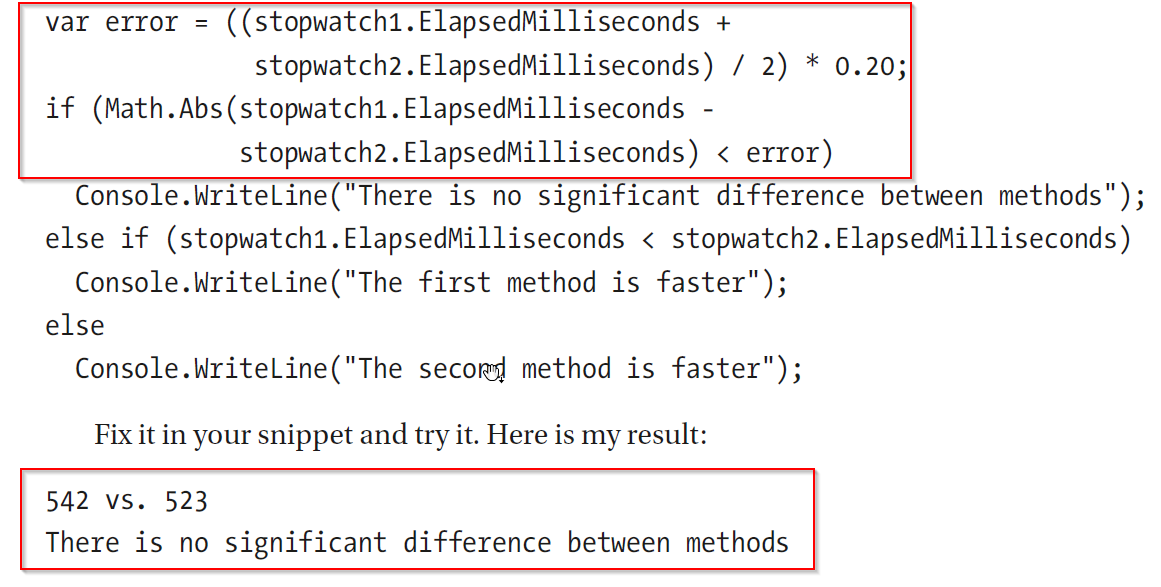 var error = ((stopwatch1.ElapsedMilliseconds +
stopwatch2.ElapsedMilliseconds) / 2) * 0.20;
if (Math.Abs(stopwatch1.ElapsedMilliseconds -
stopwatch2.ElapsedMilliseconds) < error)
Console.WriteLine("There is no significant difference between methods");
else if (stopwatch1.ElapsedMilliseconds < stopwatch2.ElapsedMilliseconds)
Console.WriteLine("The first method is faster");
else
Console.WriteLine("The second method is faster");
Fix it in your snippet and try it. Here is my result:
542 vs. 523
There is no significant difference between methods